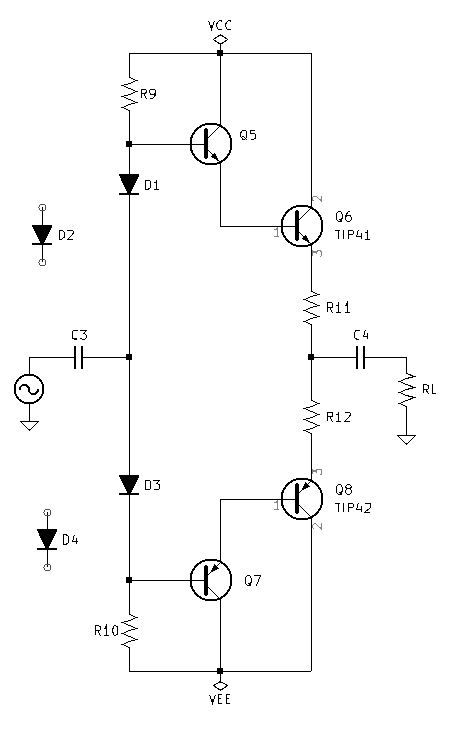 VCC
R9
Q5
D1
2
Q6
D2
TIP41
1
3
R11
C3
C4
RL
R12
3
D3
Q8
1
TIP42
2
D4
Q7
R10
VEE